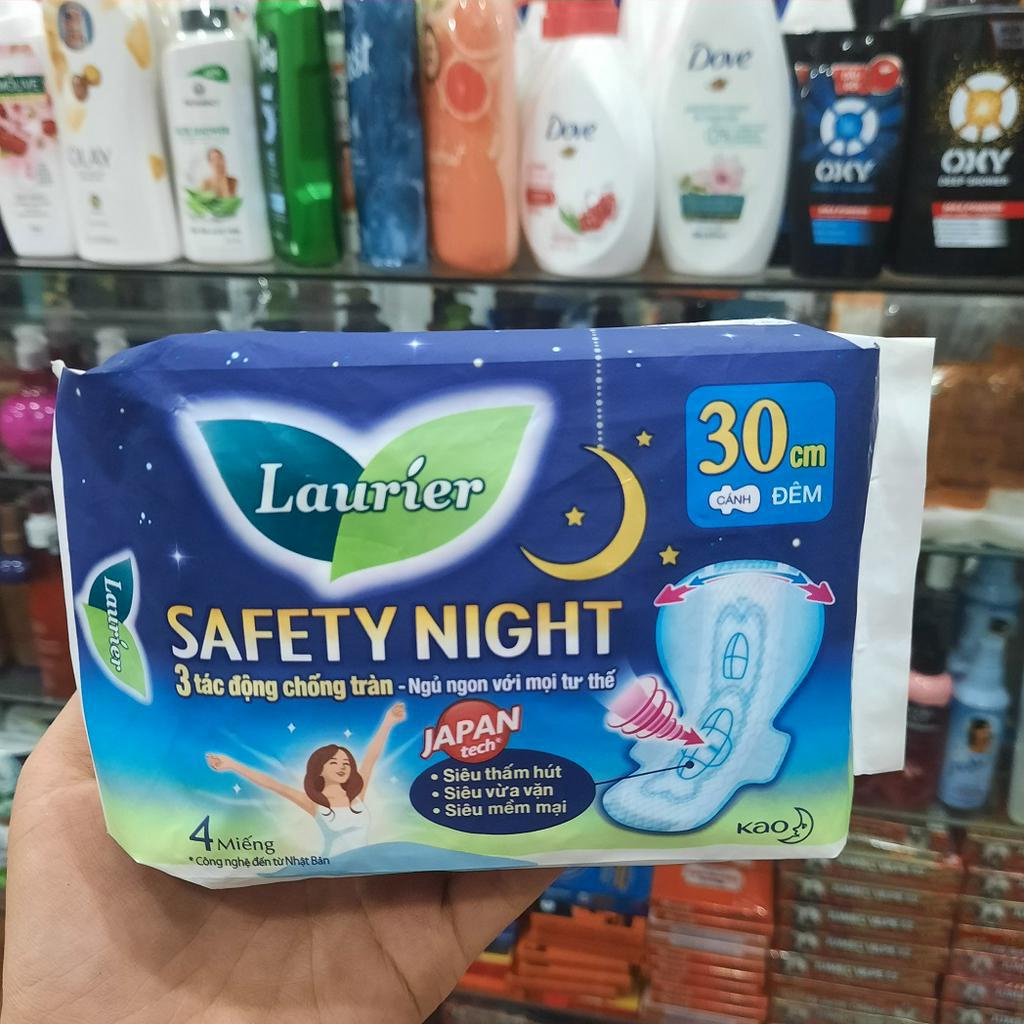 OLAY
Dove
Dove
OXY
OXY
DEEP SHOWER
Laurier
30cm
CÁNH
ĐÊM
Laurier
SAFETY NIGHT
3 tác động chống tràn - Ngủ ngon với mọi tư thế
JAPAN
tech*
• Siêu thấm hút
• Siêu vừa vặn
• Siêu mềm mại
4 Miếng
* Công nghệ đến từ Nhật Bản
Kao